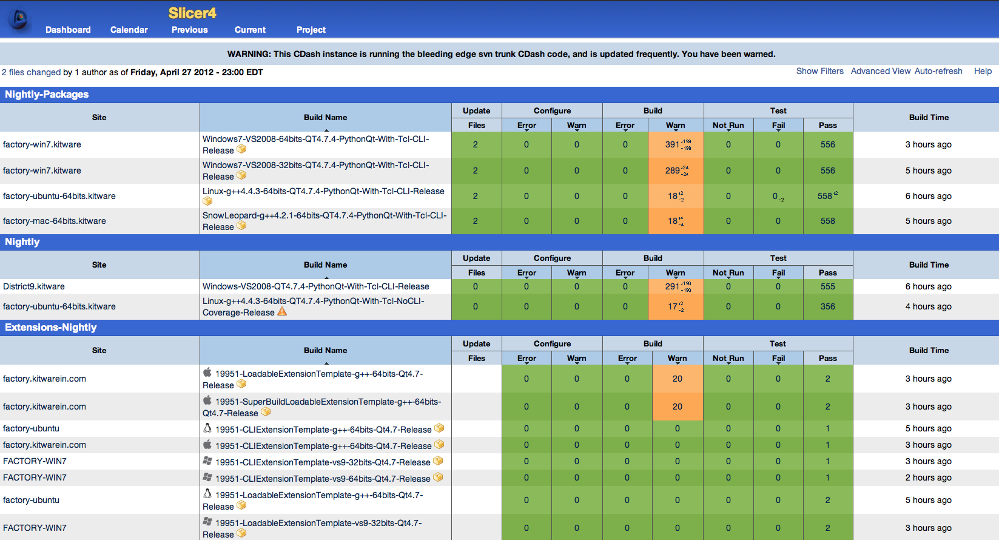 Slicer4
Dashboard Calendar Previous Current Project
WARNING: This CDash instance is running the bleeding edge svn trunk CDash code, and is updated frequently. You have been warned.
2 files changed by 1 author as of Friday, April 27 2012 - 23:00 EDT Show Filters Advanced View Auto-refresh Help
Nightly-Packages
Site Build Name Update Configure Build Test Build Time
Files Error Warn Error Warn Not Run Fail Pass
factory-win7.kitware Windows7-VS2008-64bits-QT4.7.4-PythonQt-With-Tcl-CLI-Release 2 0 0 0 391 +198 -198 0 0 556 3 hours ago
factory-win7.kitware Windows7-VS2008-32bits-QT4.7.4-PythonQt-With-Tcl-CLI-Release 2 0 0 0 289 +24 -24 0 0 556 5 hours ago
factory-ubuntu-64bits.kitware Linux-g++4.4.3-64bits-QT4.7.4-PythonQt-With-Tcl-CLI-Release 2 0 0 0 18 +2 -2 0 0 -2 558 +2 6 hours ago
factory-mac-64bits.kitware SnowLeopard-g++4.2.1-64bits-QT4.7.4-PythonQt-With-Tcl-CLI-Release 2 0 0 0 18 +4 -4 0 0 558 5 hours ago
Nightly
Site Build Name Update Configure Build Test Build Time
Files Error Warn Error Warn Not Run Fail Pass
District9.kitware Windows-VS2008-QT4.7.4-PythonQt-With-Tcl-CLI-Release 0 0 0 0 291 +190 -190 0 0 555 6 hours ago
factory-ubuntu-64bits.kitware Linux-g++4.4.3-64bits-QT4.7.4-PythonQt-With-Tcl-NoCLI-Coverage-Release 0 0 0 0 17 +2 -2 0 0 356 4 hours ago
Extensions-Nightly
Site Build Name Update Configure Build Test Build Time
Files Error Warn Error Warn Not Run Fail Pass
factory.kitwarein.com 19951-LoadableExtensionTemplate-g++-64bits-Qt4.7-Release 0 0 0 20 0 0 2 3 hours ago
factory.kitwarein.com 19951-SuperBuildLoadableExtensionTemplate-g++-64bits-Qt4.7-Release 0 0 0 20 0 0 2 3 hours ago
factory-ubuntu 19951-CLIExtensionTemplate-g++-64bits-Qt4.7-Release 0 0 0 0 0 0 1 5 hours ago
factory.kitwarein.com 19951-CLIExtensionTemplate-g++-64bits-Qt4.7-Release 0 0 0 0 0 0 1 3 hours ago
FACTORY-WIN7 19951-CLIExtensionTemplate-vs9-32bits-Qt4.7-Release 0 0 0 0 0 0 1 3 hours ago
FACTORY-WIN7 19951-CLIExtensionTemplate-vs9-64bits-Qt4.7-Release 0 0 0 0 0 0 1 2 hours ago
factory-ubuntu 19951-LoadableExtensionTemplate-g++-64bits-Qt4.7-Release 0 0 0 0 0 0 2 5 hours ago
FACTORY-WIN7 19951-LoadableExtensionTemplate-vs9-32bits-Qt4.7-Release 0 0 0 0 0 0 2 3 hours ago